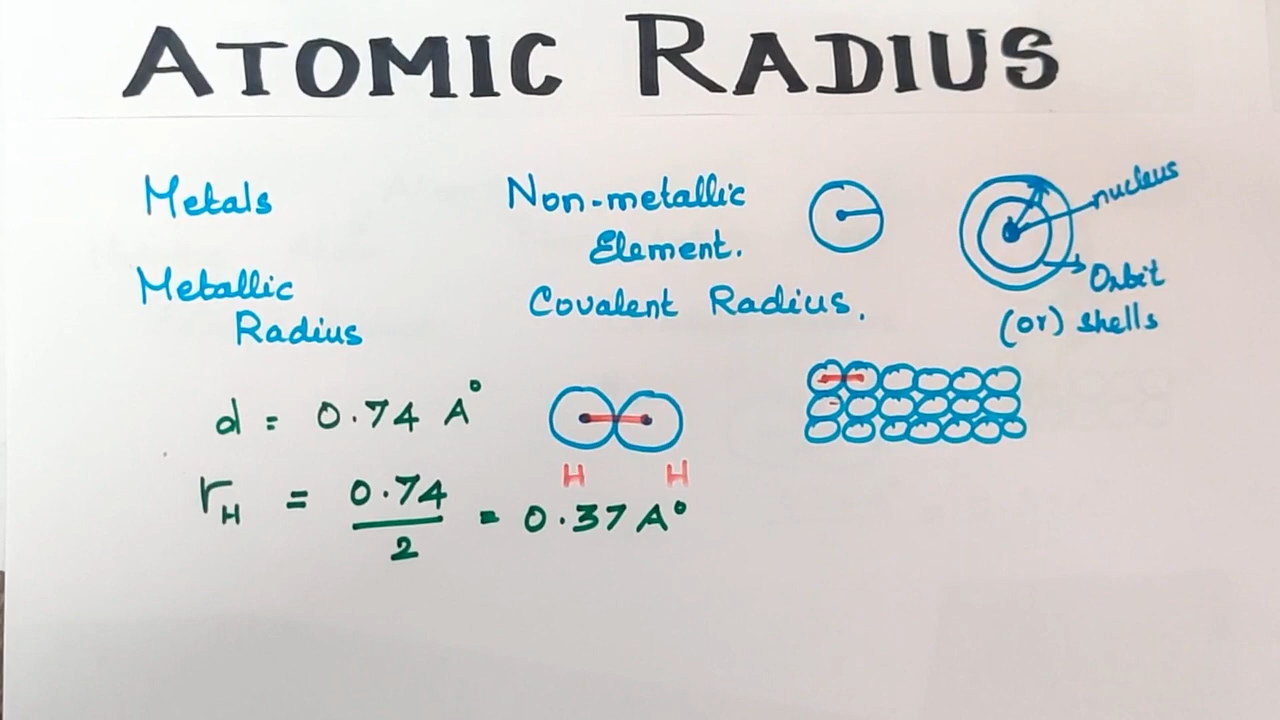 ATOMIC RADIUS
Metals
Metallic
Radius
Non-metallic
Element.
Covalent Radius.
nucleus
Orbit
(or) shells
d = 0.74 A°
H H
r_H = 0.74/2 = 0.37 A°